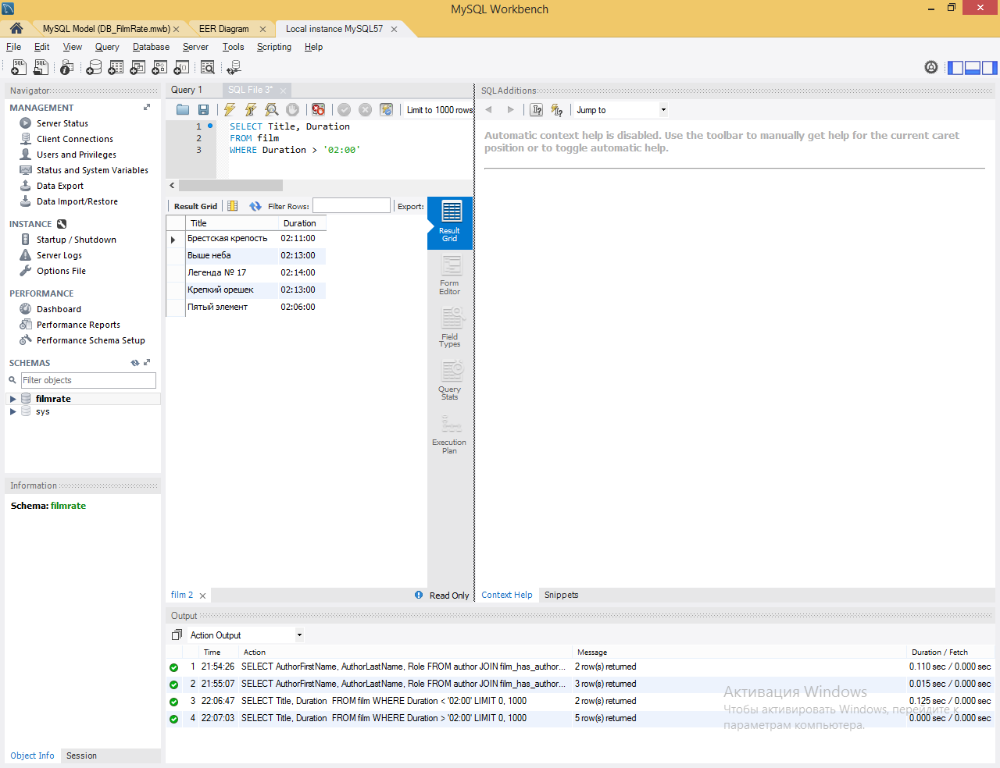 MySQL Workbench
MySQL Model (DB_FilmRate.mwb)
EER Diagram
Local instance MySQL57
File Edit View Query Database Server Tools Scripting Help
Navigator
MANAGEMENT
Server Status
Client Connections
Users and Privileges
Status and System Variables
Data Export
Data Import/Restore
INSTANCE
Startup / Shutdown
Server Logs
Options File
PERFORMANCE
Dashboard
Performance Reports
Performance Schema Setup
SCHEMAS
Filter objects
filmrate
sys
Information
Schema: filmrate
Object Info Session
Query 1 SQL File 3*
Limit to 1000 rows
1 SELECT Title, Duration
2 FROM film
3 WHERE Duration > '02:00'
Result Grid Filter Rows: Export:
Title Duration
Брестская крепость 02:11:00
Выше неба 02:13:00
Легенда № 17 02:14:00
Крепкий орешек 02:13:00
Пятый элемент 02:06:00
Result
Grid
Form
Editor
Field
Types
Query
Stats
Execution
Plan
film 2
Read Only
SQLAdditions
Jump to
Automatic context help is disabled. Use the toolbar to manually get help for the current caret
position or to toggle automatic help.
Context Help Snippets
Output
Action Output
Time Action Message Duration / Fetch
1 21:54:26 SELECT AuthorFirstName, AuthorLastName, Role FROM author JOIN film_has_author... 2 row(s) returned 0.110 sec / 0.000 sec
2 21:55:07 SELECT AuthorFirstName, AuthorLastName, Role FROM author JOIN film_has_author... 3 row(s) returned 0.015 sec / 0.000 sec
3 22:06:47 SELECT Title, Duration FROM film WHERE Duration < '02:00' LIMIT 0, 1000 2 row(s) returned 0.125 sec / 0.000 sec
4 22:07:03 SELECT Title, Duration FROM film WHERE Duration > '02:00' LIMIT 0, 1000 5 row(s) returned 0.000 sec / 0.000 sec
Активация Windows
Чтобы активировать Windows, перейдите к
параметрам компьютера.